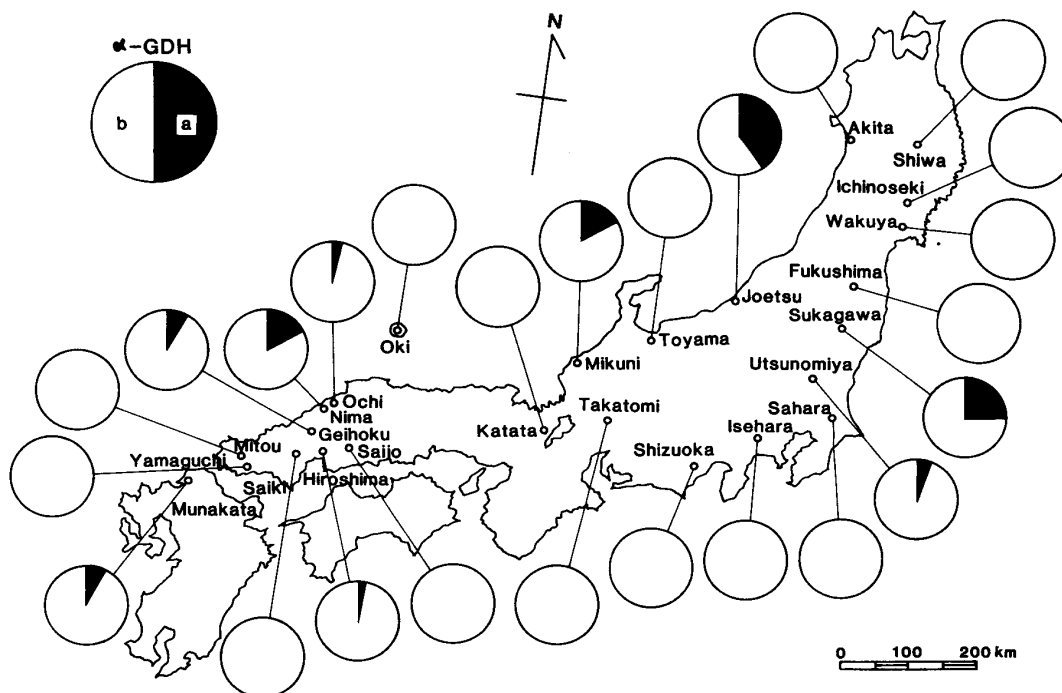 α-GDH
b a
N
Akita
Shiwa
Ichinoseki
Wakuya
Fukushima
Joetsu
Sukagawa
Oki
Toyama
Mikuni
Utsunomiya
Ochi
Nima
Takatomi
Sahara
Geihoku
Katata
Isehara
Mitou
Saijo
Shizuoka
Yamaguchi
Saiki
Hiroshima
Munakata
0 100 200 km